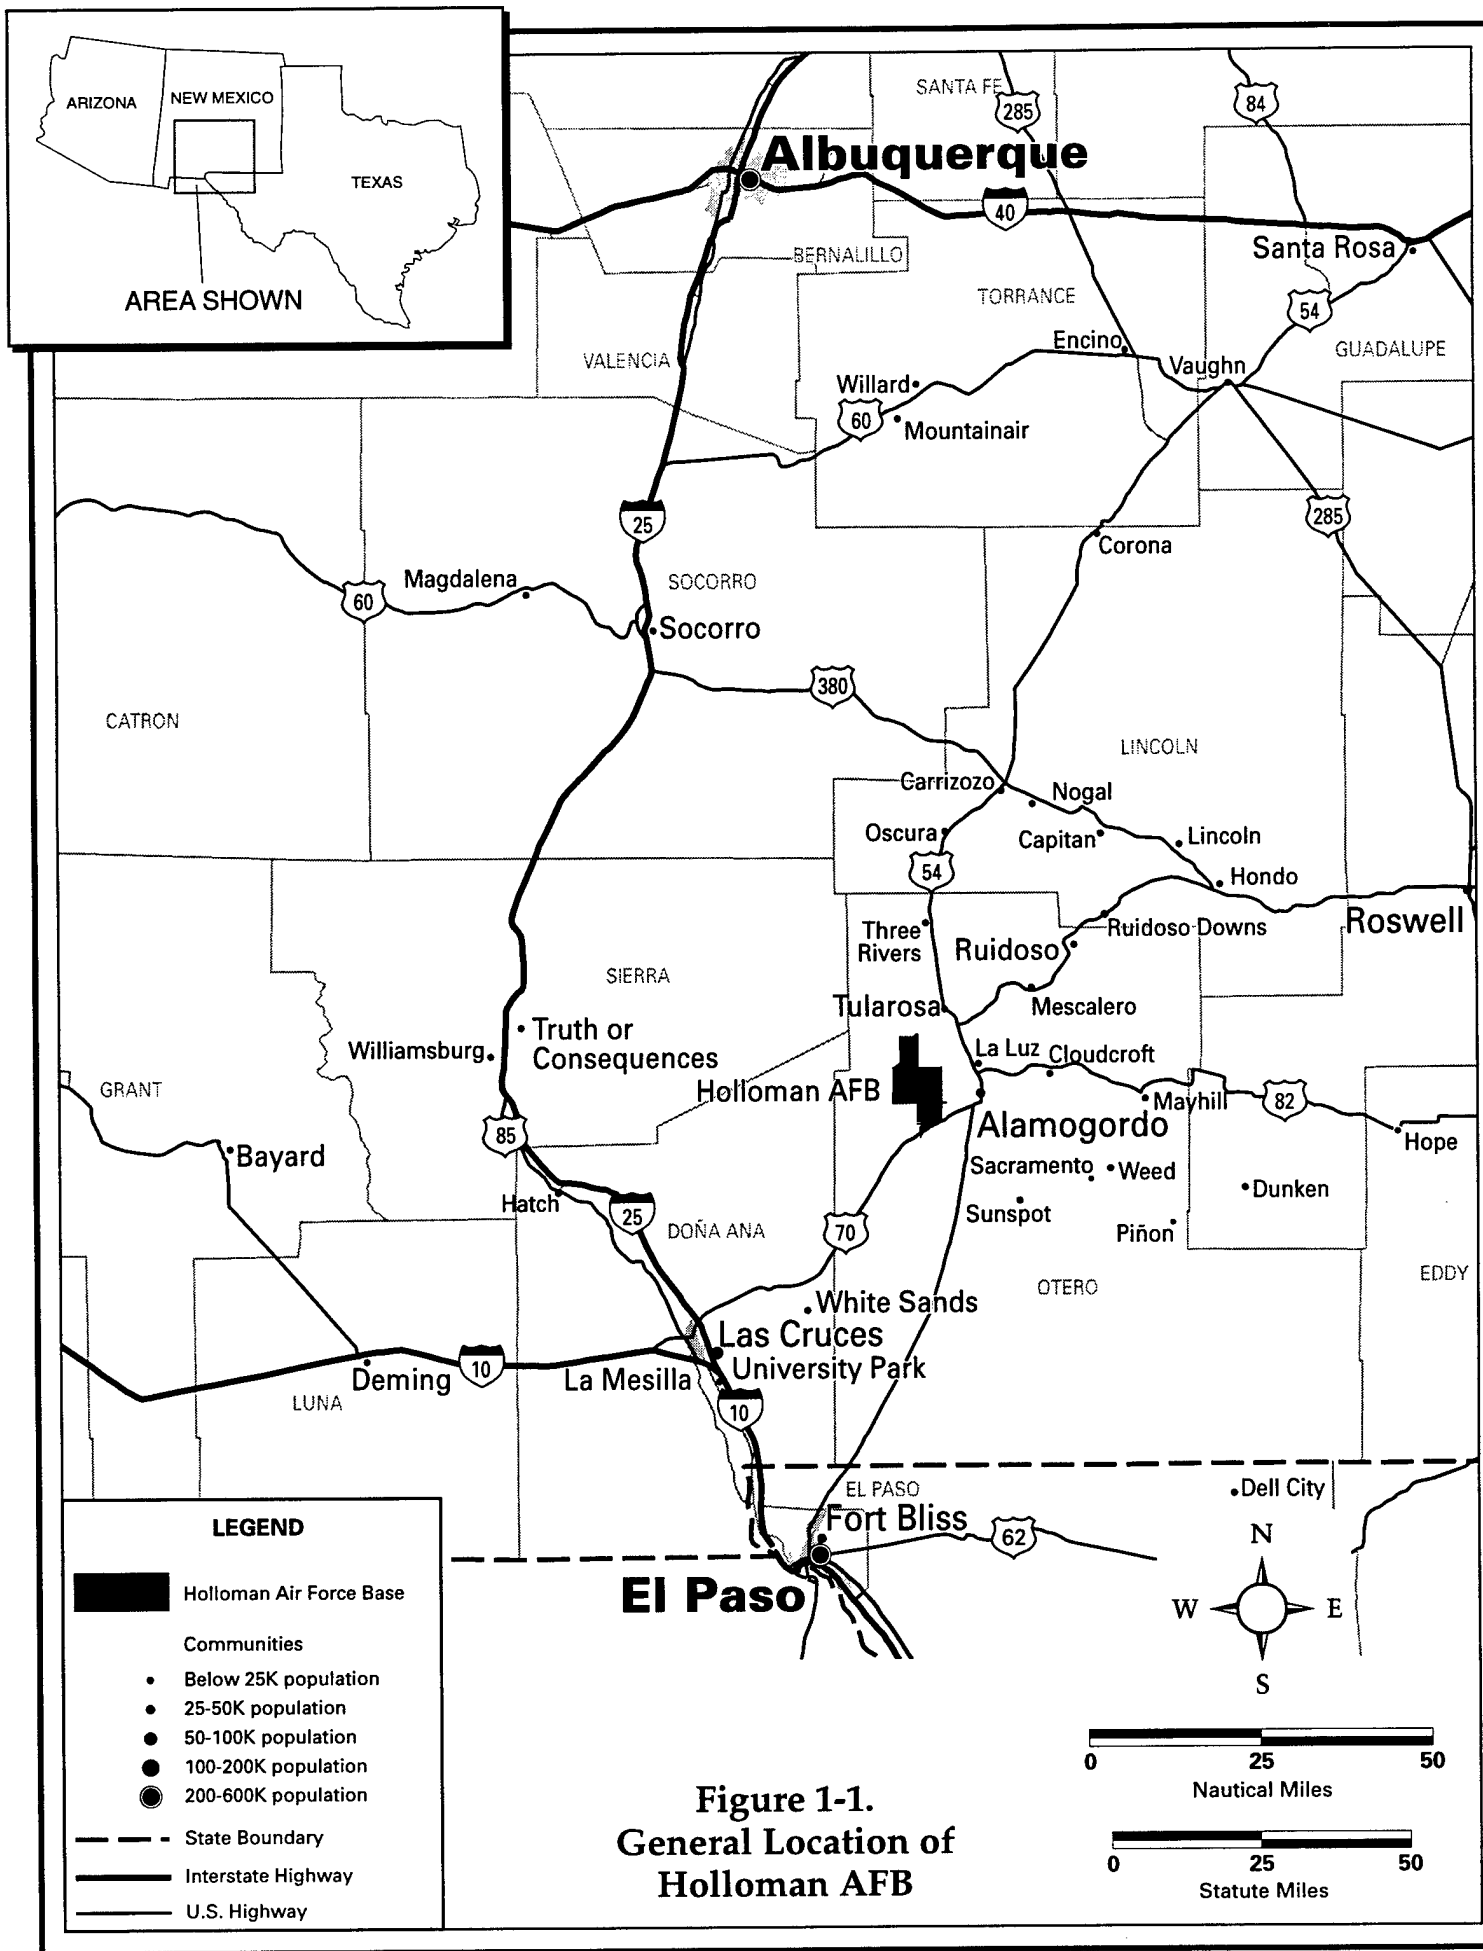 ARIZONA
NEW MEXICO
TEXAS
AREA SHOWN
SANTA FE
285
84
Albuquerque
40
Santa Rosa
BERNALILLO
TORRANCE
54
VALENCIA
Encino
Vaughn
GUADALUPE
Willard
60
Mountainair
25
285
Corona
Magdalena
SOCORRO
60
Socorro
380
CATRON
LINCOLN
Carrizozo
Nogal
Oscura
Capitan
Lincoln
54
Hondo
Three
Rivers
Ruidoso Downs
Roswell
Ruidoso
SIERRA
Tularosa
Mescalero
Truth or
Consequences
Williamsburg
La Luz
Cloudcroft
GRANT
Holloman AFB
Mayhill
82
85
Alamogordo
Hope
Bayard
Sacramento
Weed
Dunken
Hatch
25
DOÑA ANA
70
Sunspot
Piñon
EDDY
OTERO
White Sands
Las Cruces
University Park
10
Deming
La Mesilla
LUNA
10
EL PASO
Dell City
Fort Bliss
62
El Paso
N
W
E
S
LEGEND
Holloman Air Force Base
Communities
Below 25K population
25-50K population
50-100K population
100-200K population
200-600K population
State Boundary
Interstate Highway
U.S. Highway
Figure 1-1.
General Location of
Holloman AFB
0 25 50
Nautical Miles
0 25 50
Statute Miles